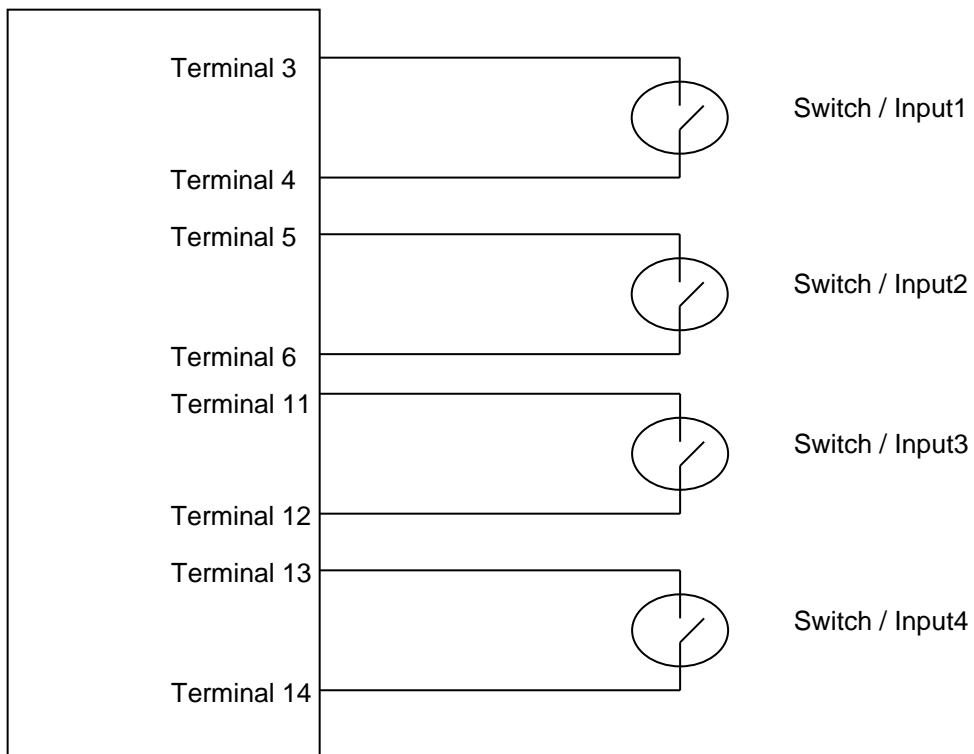 Terminal 3
Switch / Input1
Terminal 4
Terminal 5
Switch / Input2
Terminal 6
Terminal 11
Switch / Input3
Terminal 12
Terminal 13
Switch / Input4
Terminal 14